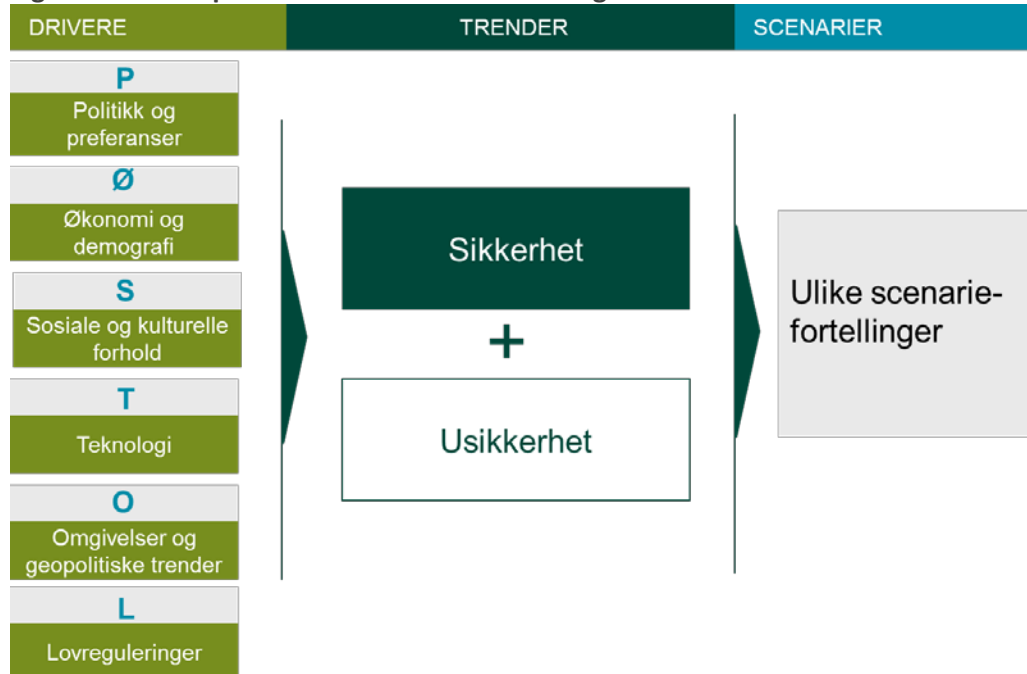 DRIVERE
TRENDER
SCENARIER
P
Politikk og
preferanser
Ø
Økonomi og
demografi
S
Sosiale og kulturelle
forhold
T
Teknologi
O
Omgivelser og
geopolitiske trender
L
Lovreguleringer
Sikkerhet
+
Usikkerhet
Ulike scenarie-
fortellinger